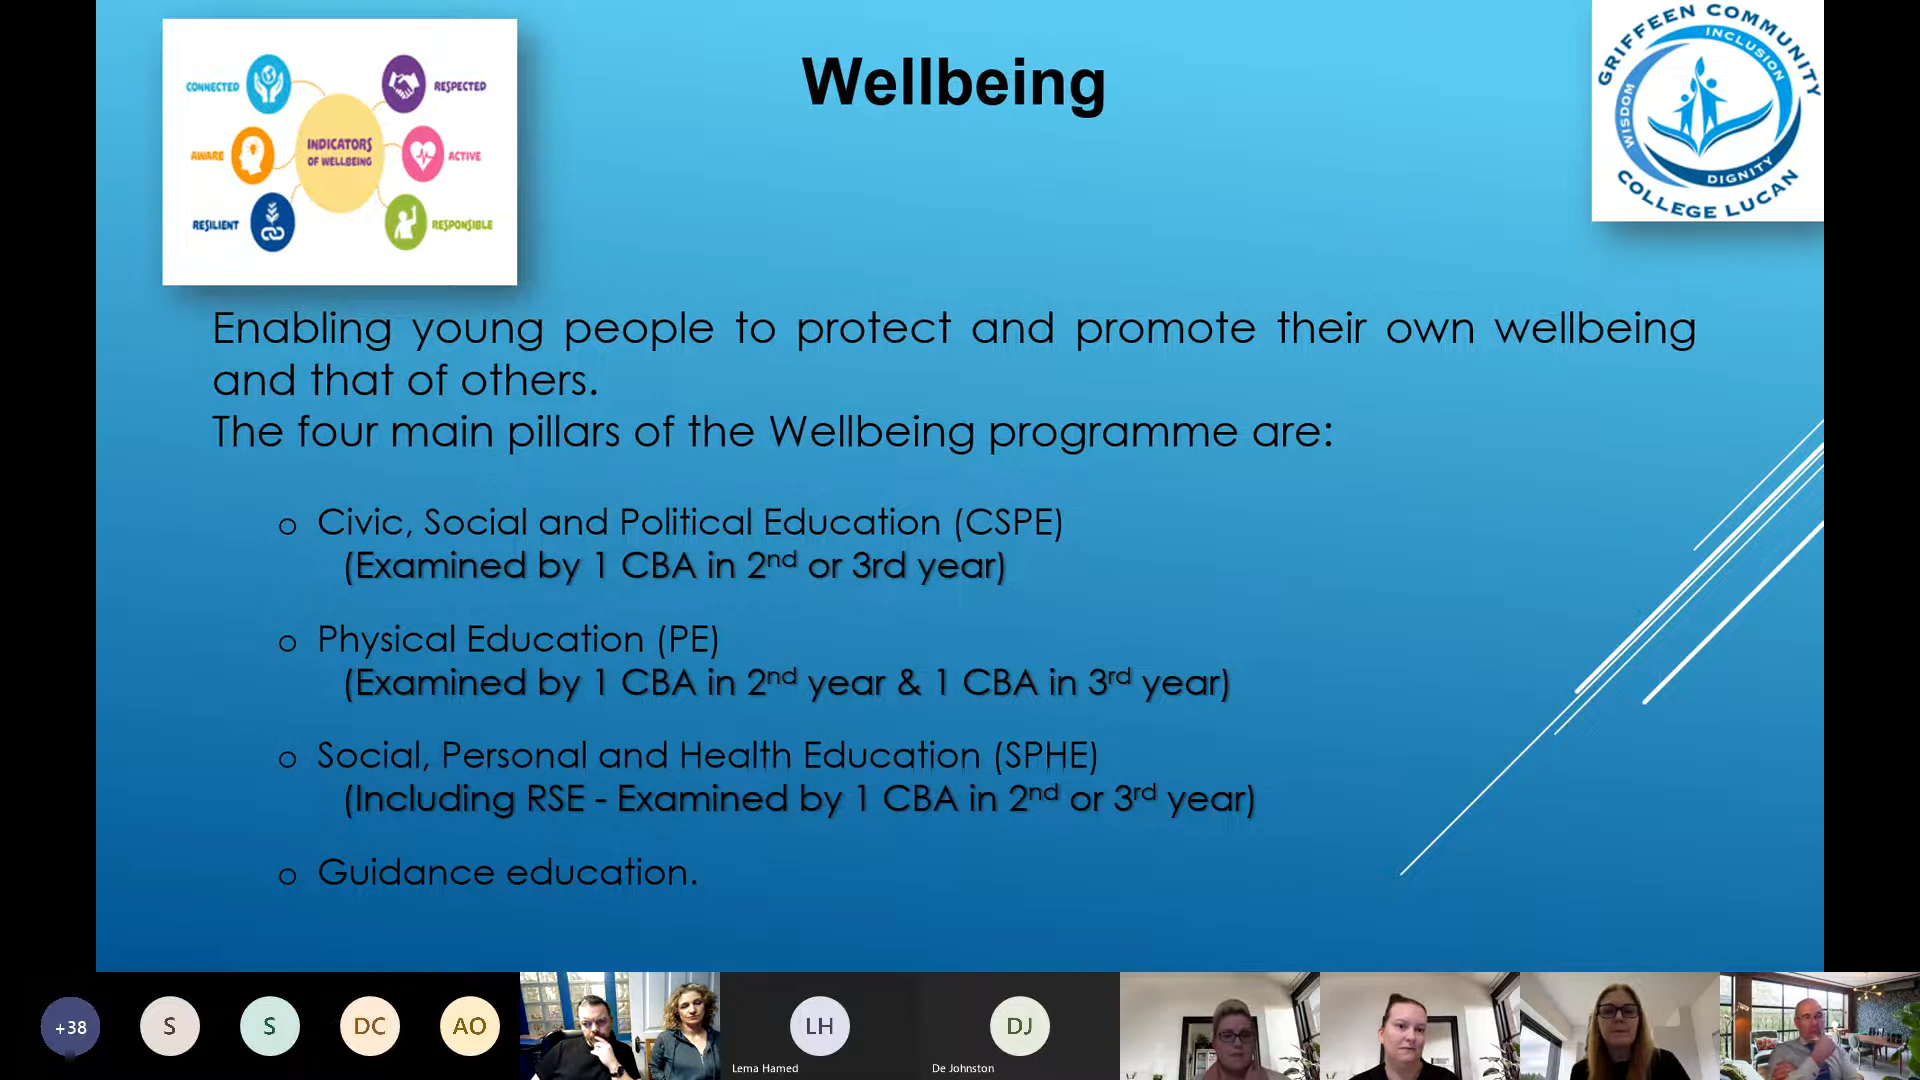 Wellbeing
CONNECTED
RESPECTED
INDICATORS
OF WELLBEING
AWARE
ACTIVE
RESILIENT
RESPONSIBLE
GRIFFEEN COMMUNITY
INCLUSION
WISDOM
DIGNITY
COLLEGE LUCAN
Enabling young people to protect and promote their own wellbeing
and that of others.
The four main pillars of the Wellbeing programme are:
o Civic, Social and Political Education (CSPE)
(Examined by 1 CBA in 2nd or 3rd year)
o Physical Education (PE)
(Examined by 1 CBA in 2nd year & 1 CBA in 3rd year)
o Social, Personal and Health Education (SPHE)
(Including RSE - Examined by 1 CBA in 2nd or 3rd year)
o Guidance education.
+38
S
S
DC
AO
LH
Lema Hamed
DJ
De Johnston